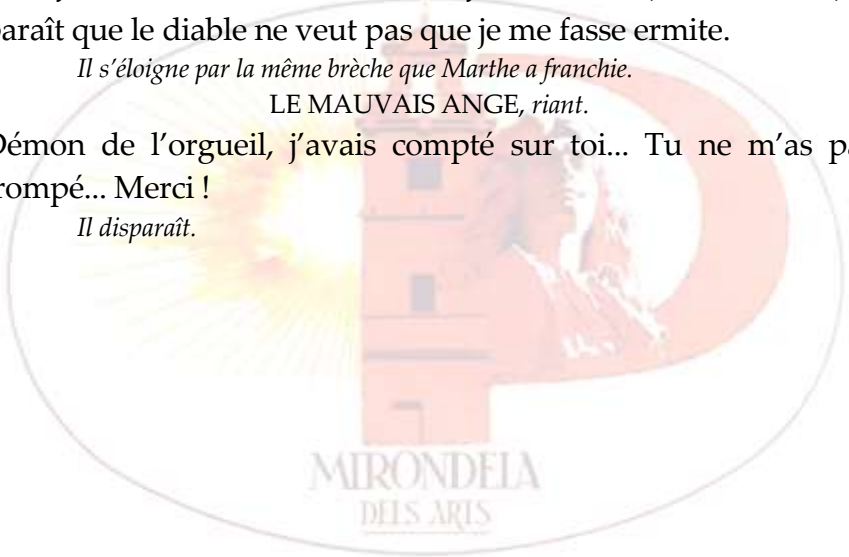 paraît que le diable ne veut pas que je me fasse ermite.
Il s’éloigne par la même brèche que Marthe a franchie.
LE MAUVAIS ANGE, riant.
Démon de l’orgueil, j’avais compté sur toi... Tu ne m’as
trompé... Merci !
Il disparaît.
MIRONDELA
DELS ARTS